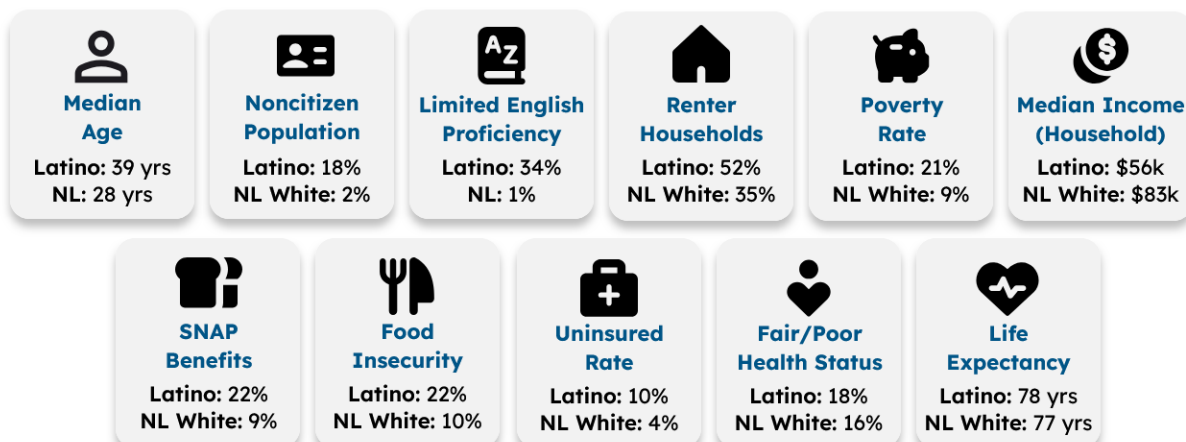 AZ
$
Median
Age
Latino: 39 yrs
NL: 28 yrs
Noncitizen
Population
Latino: 18%
NL White: 2%
Limited English
Proficiency
Latino: 34%
NL: 1%
Renter
Households
Latino: 52%
NL White: 35%
Poverty
Rate
Latino: 21%
NL White: 9%
Median Income
(Household)
Latino: $56k
NL White: $83k
SNAP
Benefits
Latino: 22%
NL White: 9%
Food
Insecurity
Latino: 22%
NL White: 10%
Uninsured
Rate
Latino: 10%
NL White: 4%
Fair/Poor
Health Status
Latino: 18%
NL White: 16%
Life
Expectancy
Latino: 78 yrs
NL White: 77 yrs